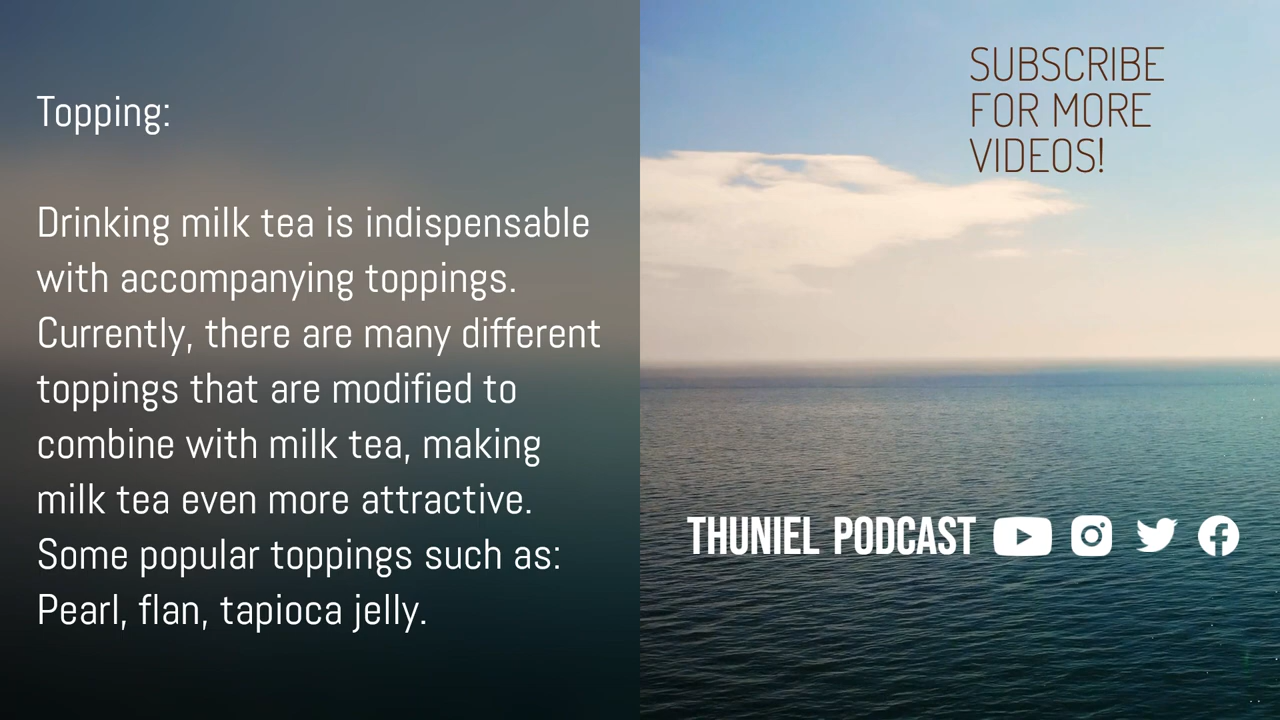 Topping:
Drinking milk tea is indispensable
with accompanying toppings.
Currently, there are many different
toppings that are modified to
combine with milk tea, making
milk tea even more attractive.
Some popular toppings such as:
Pearl, flan, tapioca jelly.
SUBSCRIBE
FOR MORE
VIDEOS!
THUNIEL PODCAST